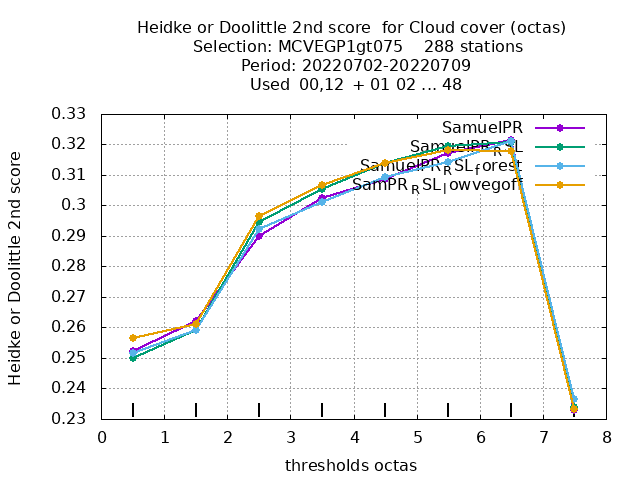 Heidke or Doolittle 2nd score for Cloud cover (octas)
Selection: MCVEGP1gt075 288 stations
Period: 20220702-20220709
Used 00,12 + 01 02 ... 48
Heidke or Doolittle 2nd score
0.33
0.32
0.31
0.3
0.29
0.28
0.27
0.26
0.25
0.24
0.23
SamuelPR
SamuelPR_RSL
SamuelPR_RSL_forest
SamPR_RSL_lowvegoff
0 1 2 3 4 5 6 7 8
thresholds octas